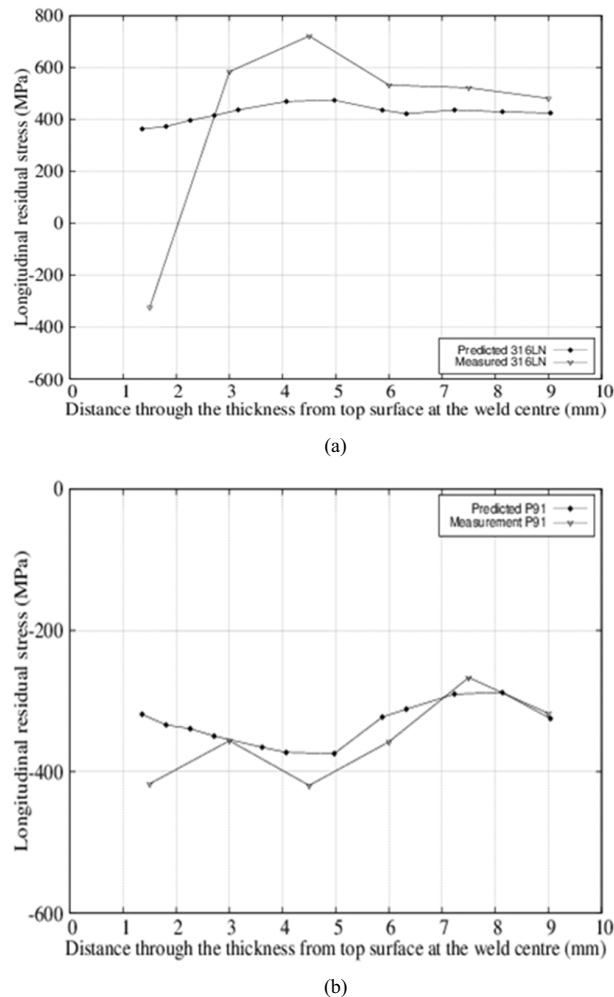 Longitudinal residual stress (MPa)
800
600
400
200
0
-200
-400
-600
0 1 2 3 4 5 6 7 8 9 10
Predicted 316LN
Measured 316LN
Distance through the thickness from top surface at the weld centre (mm)
(a)
Longitudinal residual stress (MPa)
0
-200
-400
-600
0 1 2 3 4 5 6 7 8 9 10
Predicted P91
Measurement P91
Distance through the thickness from top surface at the weld centre (mm)
(b)